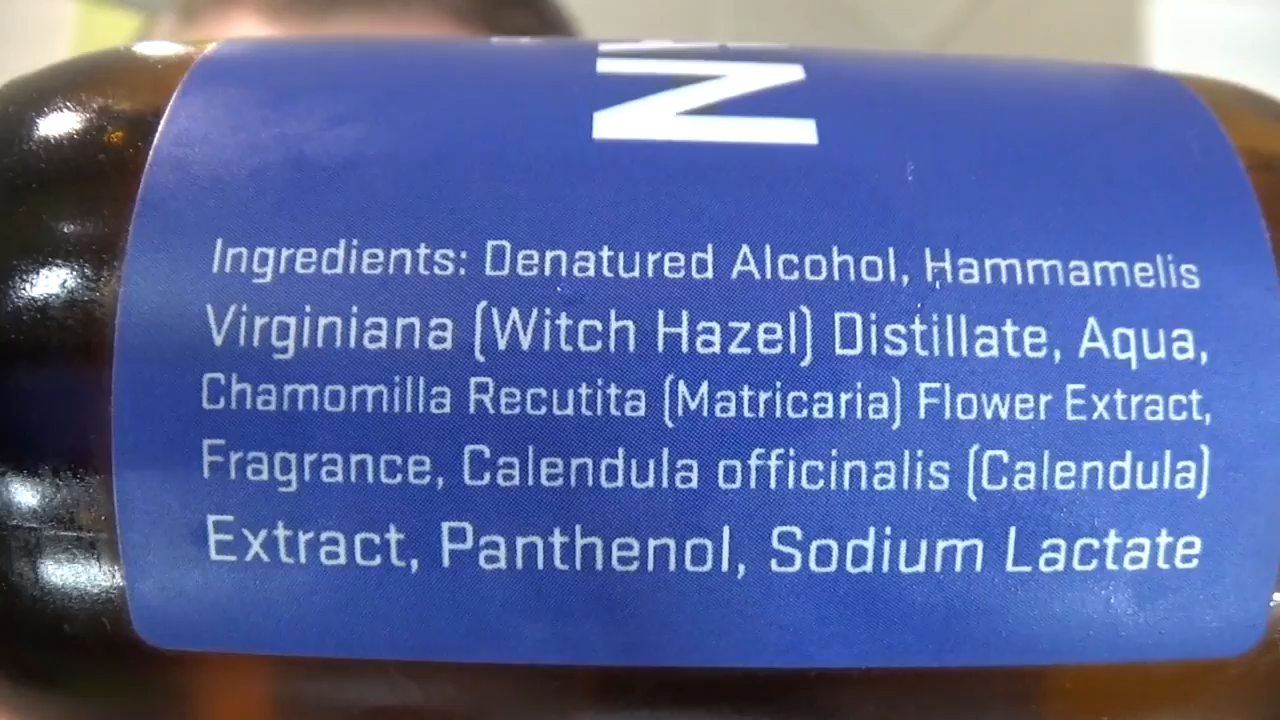 N
Ingredients: Denatured Alcohol, Hammamelis
Virginiana (Witch Hazel) Distillate, Aqua,
Chamomilla Recutita (Matricaria) Flower Extract,
Fragrance, Calendula officinalis (Calendula)
Extract, Panthenol, Sodium Lactate